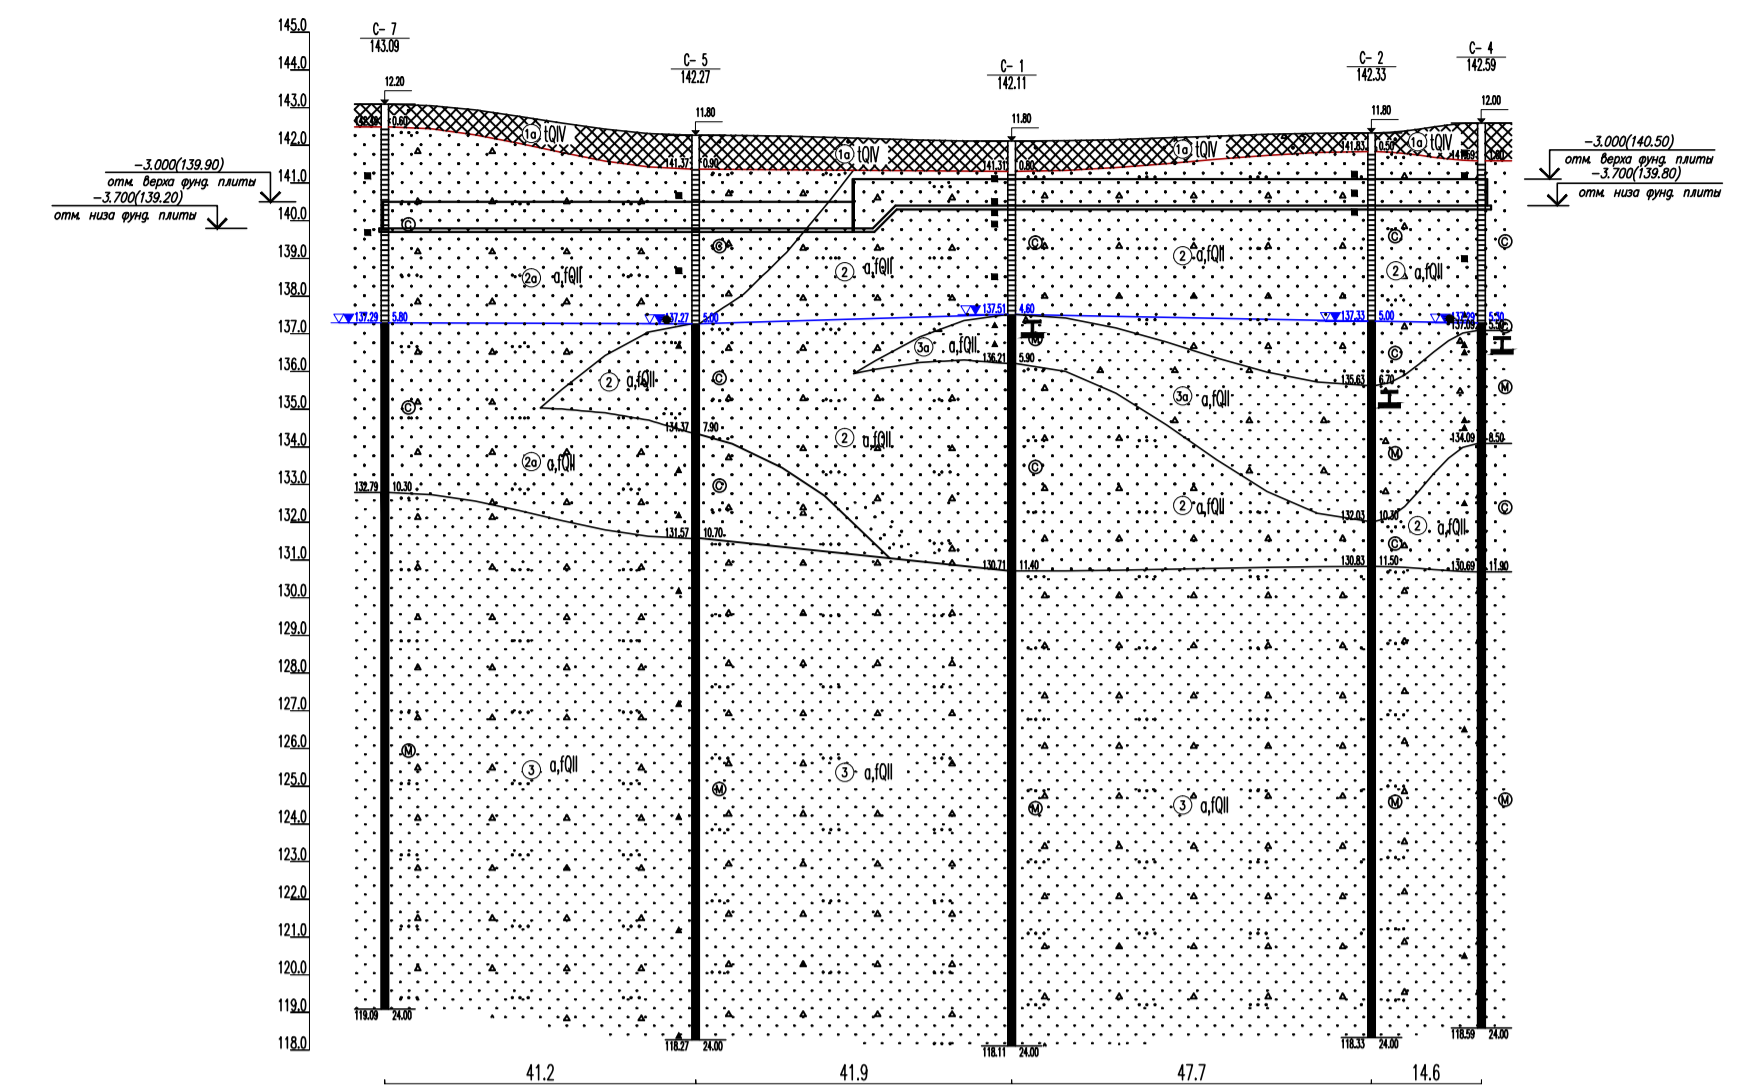 145.0
144.0
143.0
142.0
141.0
140.0
139.0
138.0
137.0
136.0
135.0
134.0
133.0
132.0
131.0
130.0
129.0
128.0
127.0
126.0
125.0
124.0
123.0
122.0
121.0
120.0
119.0
118.0
С- 7
143.09
С- 5
142.27
С- 1
142.11
С- 2
142.33
С- 4
142.59
12.20
11.80
11.80
11.80
12.00
-3.000(139.90)
отм. верха фунд. плиты
-3.700(139.20)
отм. низа фунд. плиты
-3.000(140.50)
отм. верха фунд. плиты
-3.700(139.80)
отм. низа фунд. плиты
1а tQIV
1а tQIV
1а tQIV
1а tQIV
0.60
141.37 0.90
141.31 0.80
141.83 0.50
2а a,fQII
2 a,fQII
2 a,fQII
2 a,fQII
137.29 5.80
137.27 5.00
137.51 4.60
137.33 5.00
3а a,fQII
136.21 5.90
2 a,fQII
3а a,fQII
135.63 6.70
134.37 7.90
2 a,fQII
134.09 8.50
2а a,fQII
132.79 10.30
2 a,fQII
132.03 10.30
2 a,fQII
131.57 10.70
130.71 11.40
130.83 11.50
130.69 11.90
3 a,fQII
3 a,fQII
3 a,fQII
С
С
С
С
С
С
С
С
С
С
С
С
М
М
М
М
М
М
М
М
119.09 24.00
118.27 24.00
118.11 24.00
118.33 24.00
118.59 24.00
41.2
41.9
47.7
14.6